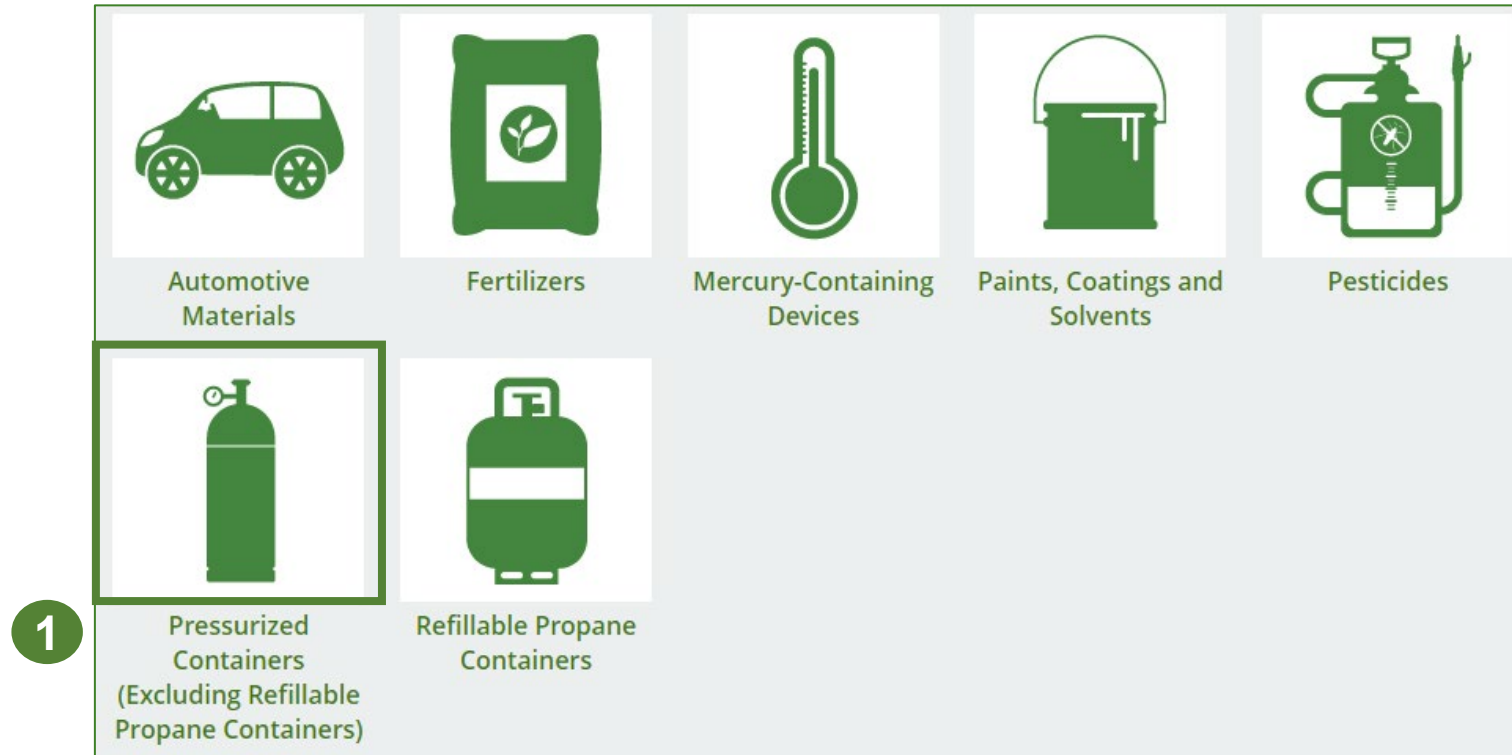 Automotive
Materials
Fertilizers
Mercury-Containing
Devices
Paints, Coatings and
Solvents
Pesticides
1
Pressurized
Containers
(Excluding Refillable
Propane Containers)
Refillable Propane
Containers